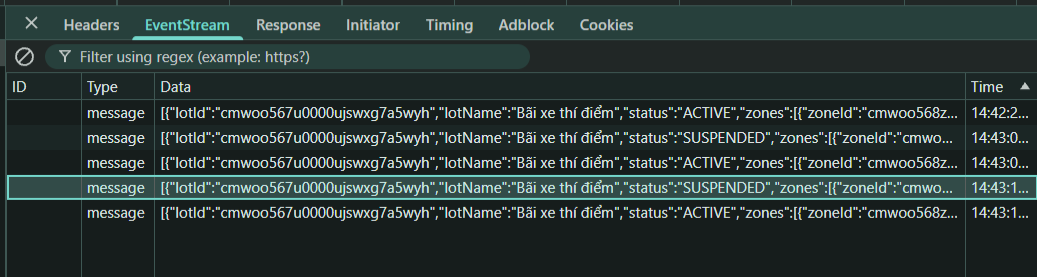 Headers EventStream Response Initiator Timing Adblock Cookies
Filter using regex (example: https?)
ID Type Data Time
message [{"lotId":"cmwoo567u0000ujswxg7a5wyh","lotName":"Bãi xe thí điểm","status":"ACTIVE","zones":[{"zoneId":"cmwoo568z... 14:42:2...
message [{"lotId":"cmwoo567u0000ujswxg7a5wyh","lotName":"Bãi xe thí điểm","status":"SUSPENDED","zones":[{"zoneId":"cmwo... 14:43:0...
message [{"lotId":"cmwoo567u0000ujswxg7a5wyh","lotName":"Bãi xe thí điểm","status":"ACTIVE","zones":[{"zoneId":"cmwoo568z... 14:43:0...
message [{"lotId":"cmwoo567u0000ujswxg7a5wyh","lotName":"Bãi xe thí điểm","status":"SUSPENDED","zones":[{"zoneId":"cmwo... 14:43:1...
message [{"lotId":"cmwoo567u0000ujswxg7a5wyh","lotName":"Bãi xe thí điểm","status":"ACTIVE","zones":[{"zoneId":"cmwoo568z... 14:43:1...